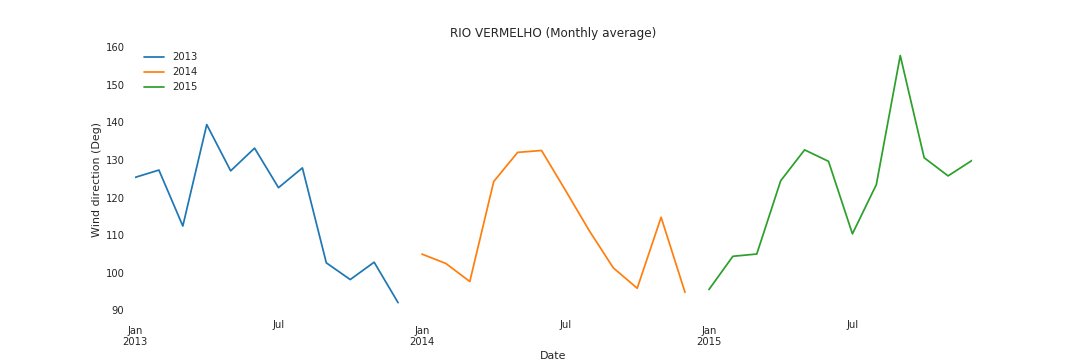 RIO VERMELHO (Monthly average)
2013
2014
2015
Wind direction (Deg)
160
150
140
130
120
110
100
90
Jan
2013
Jul
Jan
2014
Jul
Jan
2015
Jul
Date